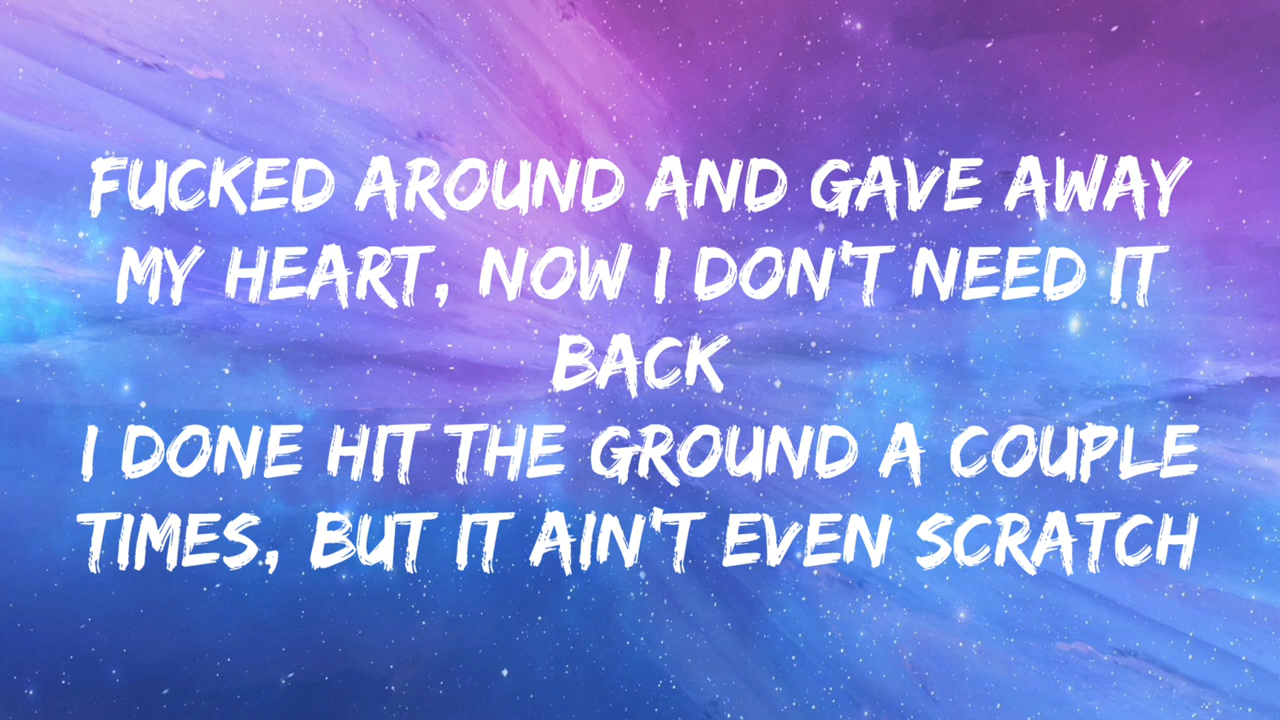 FUCKED AROUND AND GAVE AWAY
MY HEART, NOW I DON'T NEED IT
BACK
I DONE HIT THE GROUND A COUPLE
TIMES, BUT IT AIN'T EVEN SCRATCH